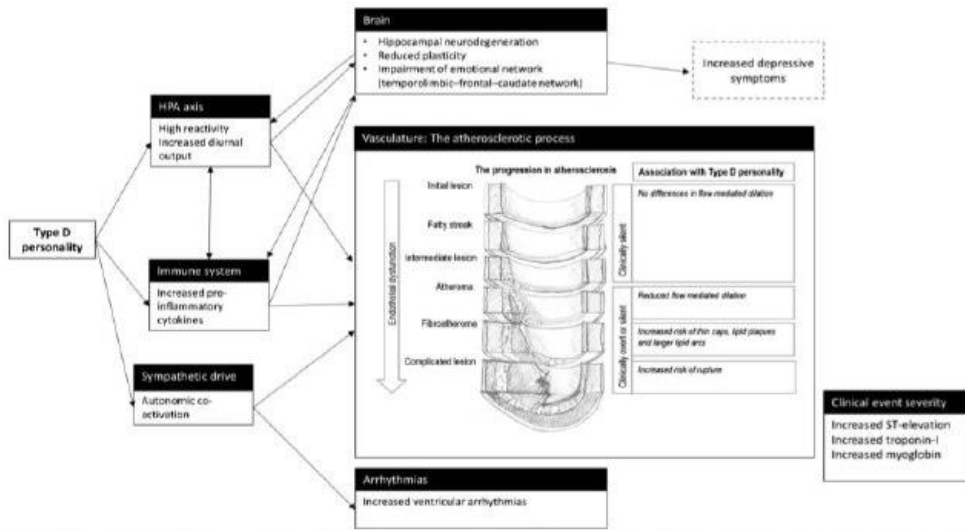 Brain
• Hippocampal neurodegeneration
• Reduced plasticity
• Impairment of emotional network
(temporolimbic–frontal–caudate network)
Increased depressive
symptoms
HPA axis
High reactivity
Increased diurnal
output
Type D
personality
Immune system
Increased pro-
inflammatory
cytokines
Sympathetic drive
Autonomic co-
activation
Vasculature: The atherosclerotic process
The progression in atherosclerosis
Association with Type D personality
Endothelial dysfunction
Initial lesion
Fatty streak
Intermediate lesion
Atheroma
Fibroatheroma
Complicated lesion
Clinically silent
Clinically overt or silent
No differences in flow mediated dilation
Reduced flow mediated dilation
Increased risk of thin caps, lipid plaques
and larger lipid arcs
Increased risk of rupture
Clinical event severity
Increased ST-elevation
Increased troponin-I
Increased myoglobin
Arrhythmias
Increased ventricular arrhythmias